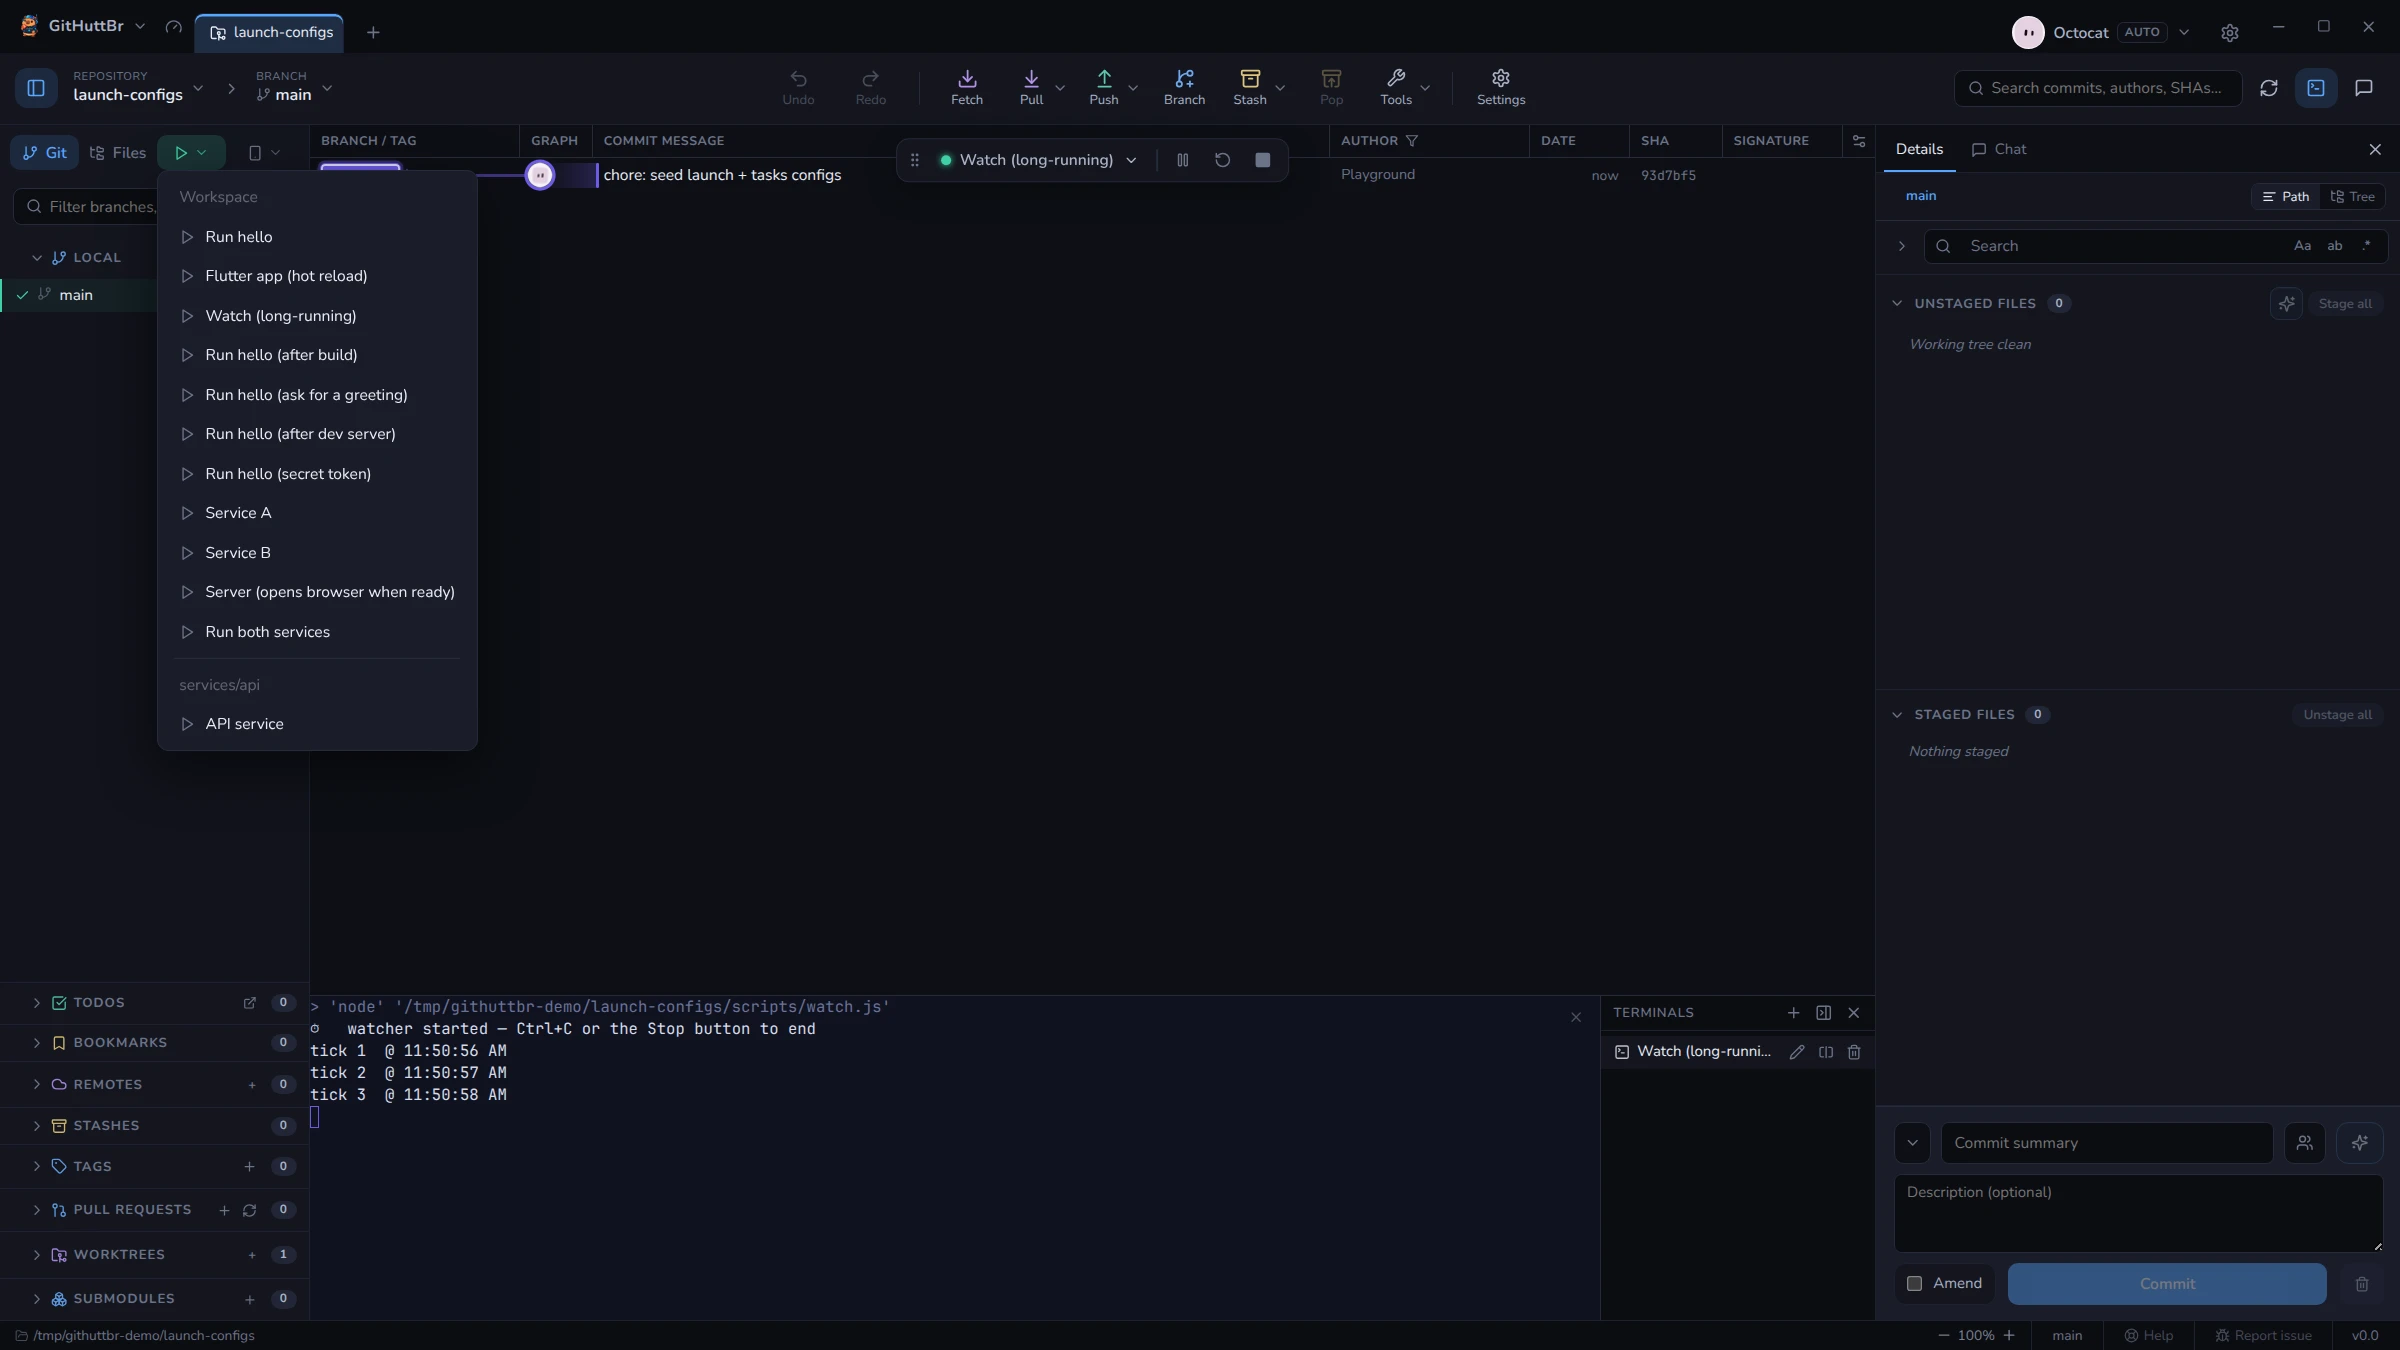 GitHuttBr
launch-configs
Octocat
AUTO
REPOSITORY
launch-configs
BRANCH
main
Undo
Redo
Fetch
Pull
Push
Branch
Stash
Pop
Tools
Settings
Search commits, authors, SHAs...
Git
Files
BRANCH / TAG
GRAPH
COMMIT MESSAGE
AUTHOR
DATE
SHA
SIGNATURE
Watch (long-running)
chore: seed launch + tasks configs
Playground
now
93d7bf5
Filter branches,
LOCAL
main
Workspace
Run hello
Flutter app (hot reload)
Watch (long-running)
Run hello (after build)
Run hello (ask for a greeting)
Run hello (after dev server)
Run hello (secret token)
Service A
Service B
Server (opens browser when ready)
Run both services
services/api
API service
TODOS
0
BOOKMARKS
0
REMOTES
0
STASHES
0
TAGS
0
PULL REQUESTS
0
WORKTREES
1
SUBMODULES
0
> 'node' '/tmp/githuttbr-demo/launch-configs/scripts/watch.js'
watcher started — Ctrl+C or the Stop button to end
tick 1 @ 11:50:56 AM
tick 2 @ 11:50:57 AM
tick 3 @ 11:50:58 AM
TERMINALS
Watch (long-runni...
Details
Chat
main
Path
Tree
Search
Aa
ab
.*
UNSTAGED FILES
0
Stage all
Working tree clean
STAGED FILES
0
Unstage all
Nothing staged
Commit summary
Description (optional)
Amend
Commit
/tmp/githuttbr-demo/launch-configs
100%
main
Help
Report issue
v0.0